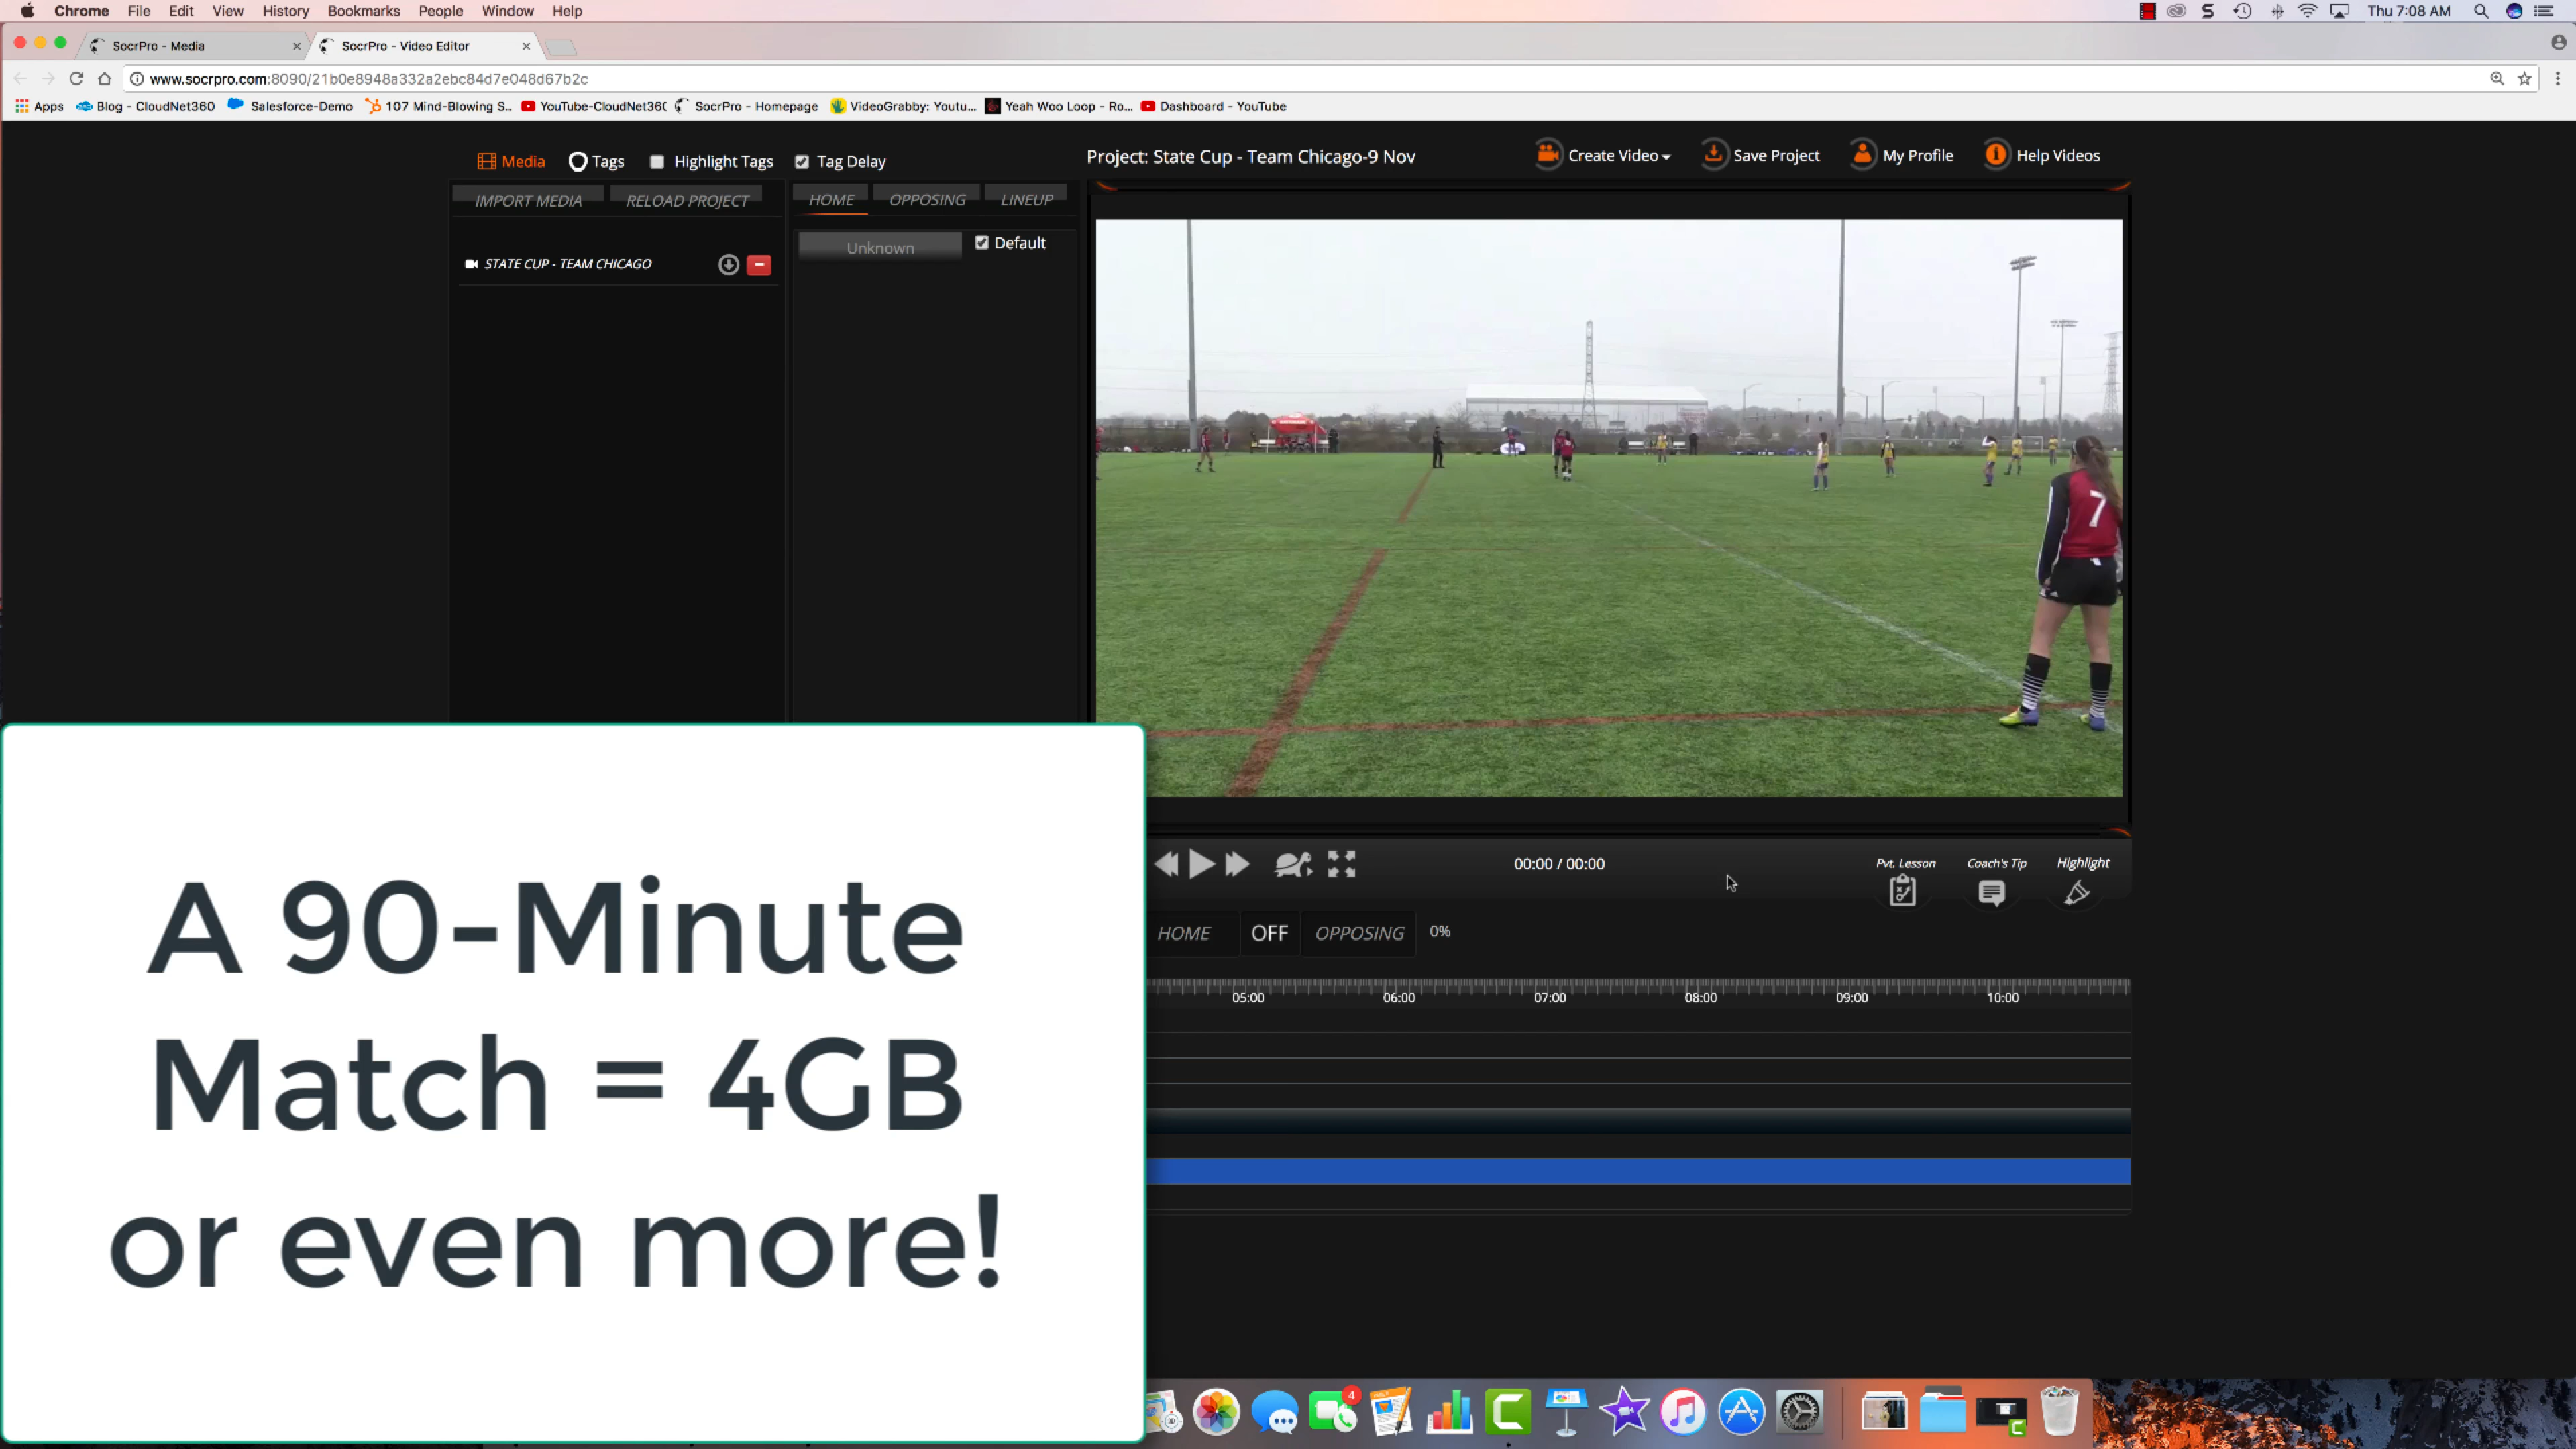 Chrome File Edit View History Bookmarks People Window Help Thu 7:08 AM
SocrPro - Media SocrPro - Video Editor
www.socrpro.com:8090/21b0e8948a332a2ebc84d7e048d67b2c
Apps Blog - CloudNet360 Salesforce-Demo 107 Mind-Blowing S... YouTube-CloudNet36( SocrPro - Homepage VideoGrabby: Youtu... Yeah Woo Loop - Ro... Dashboard - YouTube
Media Tags Highlight Tags Tag Delay Project: State Cup - Team Chicago-9 Nov Create Video Save Project My Profile Help Videos
IMPORT MEDIA RELOAD PROJECT HOME OPPOSING LINEUP
Unknown Default
STATE CUP - TEAM CHICAGO
7
00:00 / 00:00 Pvt. Lesson Coach's Tip Highlight
HOME OFF OPPOSING 0%
05:00 06:00 07:00 08:00 09:00 10:00
A 90-Minute
Match = 4GB
or even more!
4